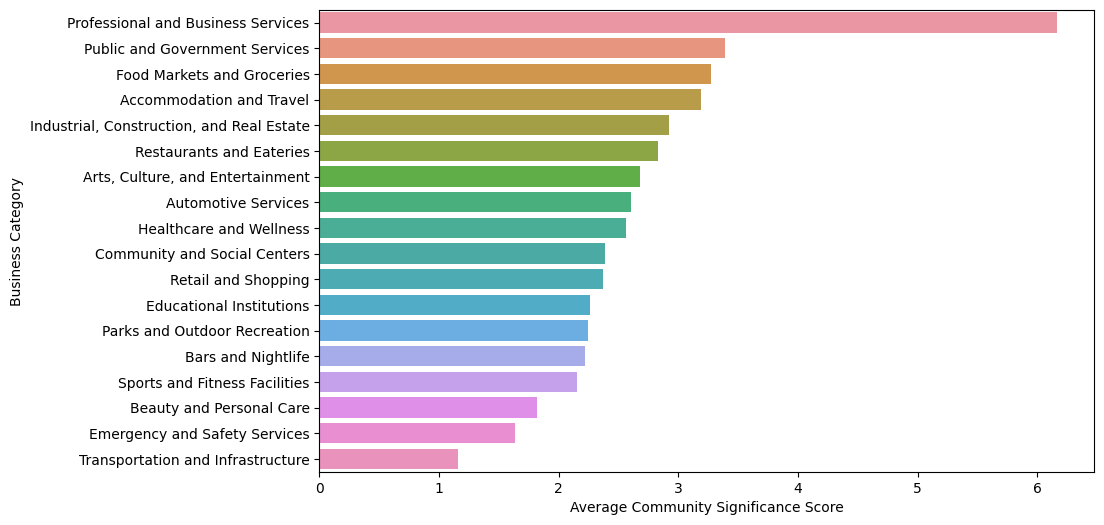 Professional and Business Services
Public and Government Services
Food Markets and Groceries
Accommodation and Travel
Industrial, Construction, and Real Estate
Restaurants and Eateries
Arts, Culture, and Entertainment
Automotive Services
Healthcare and Wellness
Community and Social Centers
Retail and Shopping
Educational Institutions
Parks and Outdoor Recreation
Bars and Nightlife
Sports and Fitness Facilities
Beauty and Personal Care
Emergency and Safety Services
Transportation and Infrastructure
Business Category
0 1 2 3 4 5 6
Average Community Significance Score